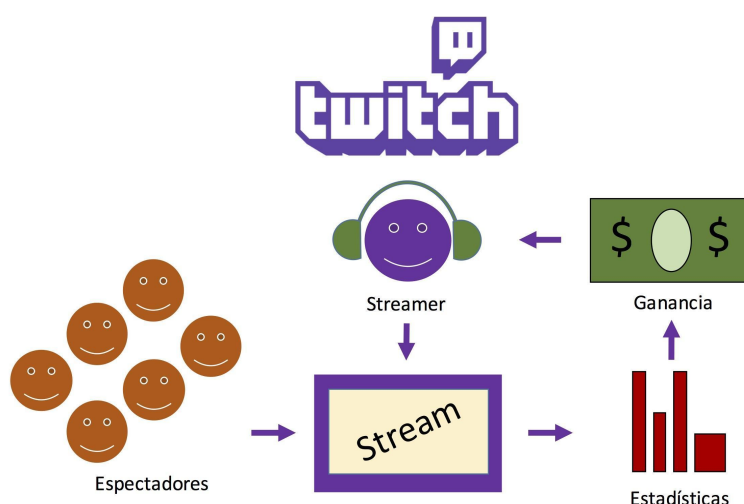 twitch
$ $
Streamer
Ganancia
Stream
Espectadores
Estadísticas